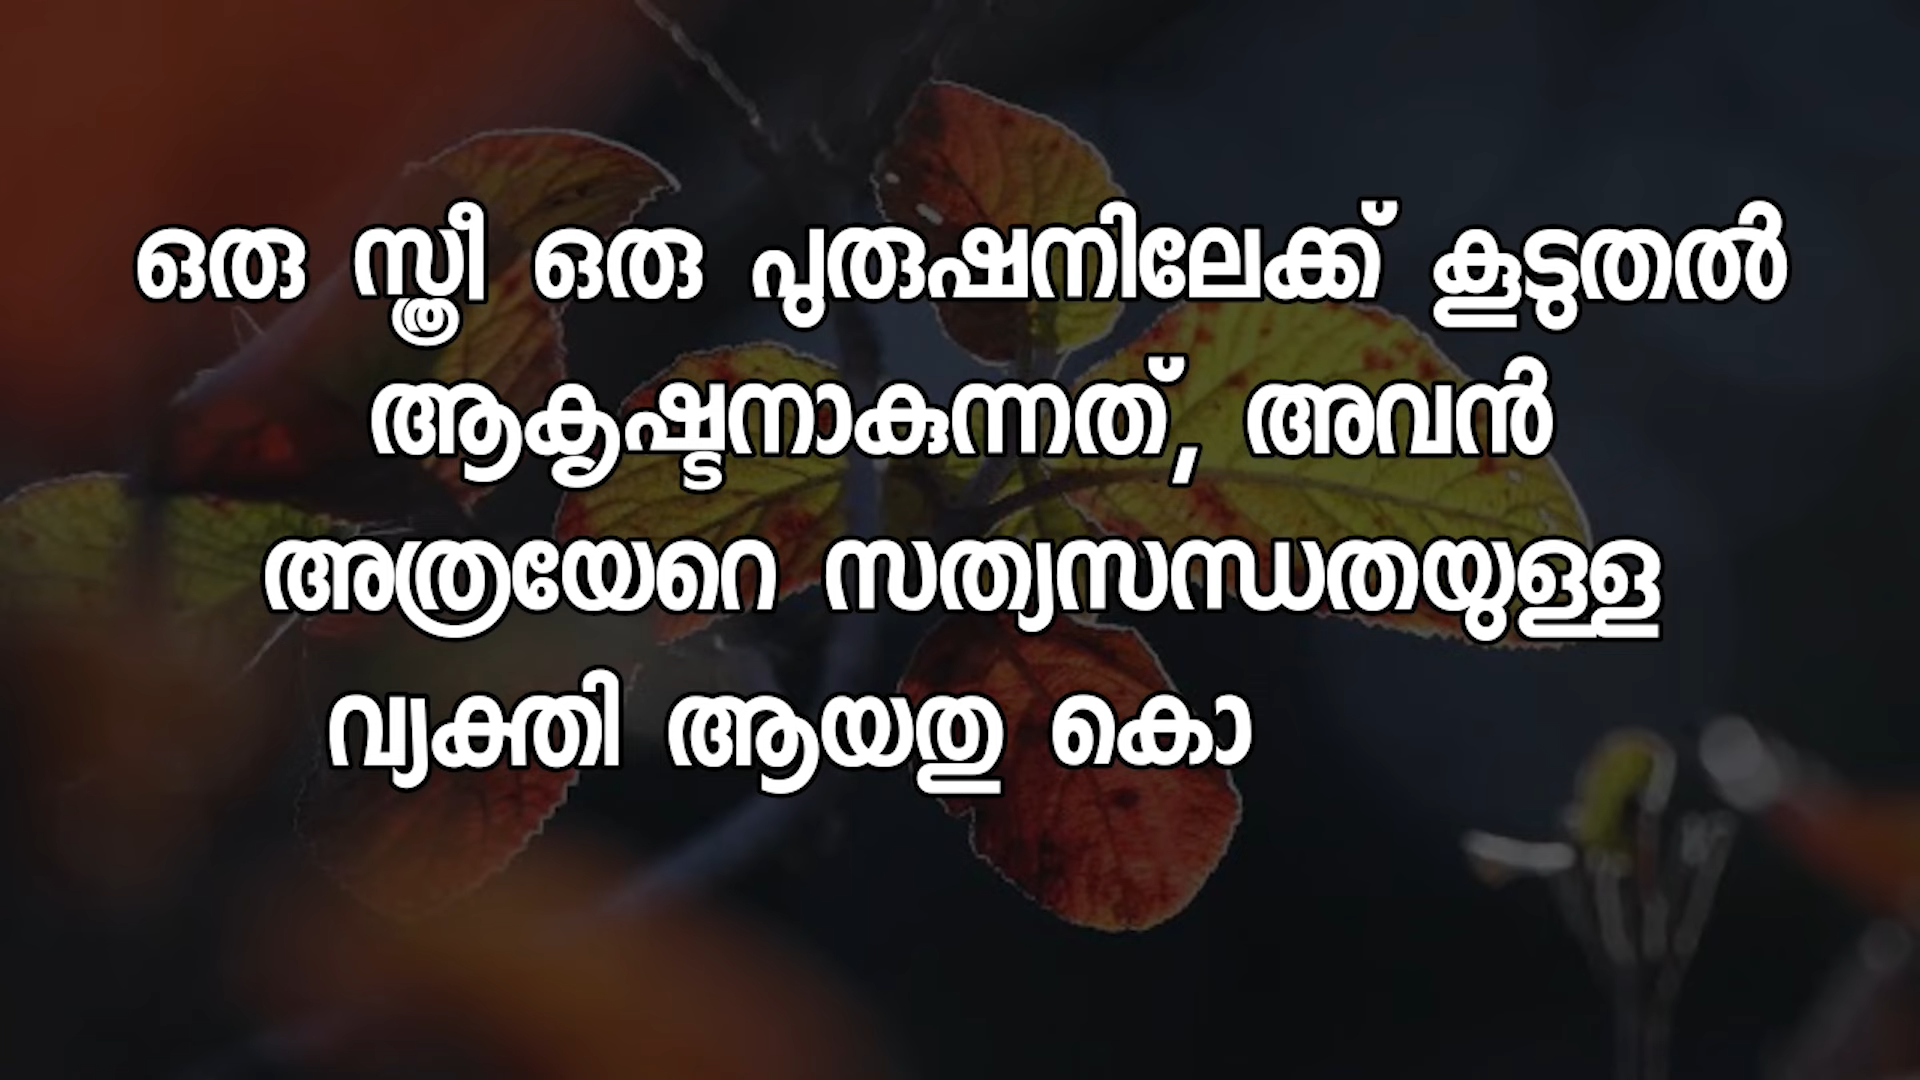 ഒരു സ്ത്രീ ഒരു പുരുഷനിലേക്ക് കൂടുതൽ
ആകൃഷ്ടനാകുന്നത്, അവൻ
അത്രയേറെ സത്യസന്ധതയുള്ള
വ്യക്തി ആയതു കൊ